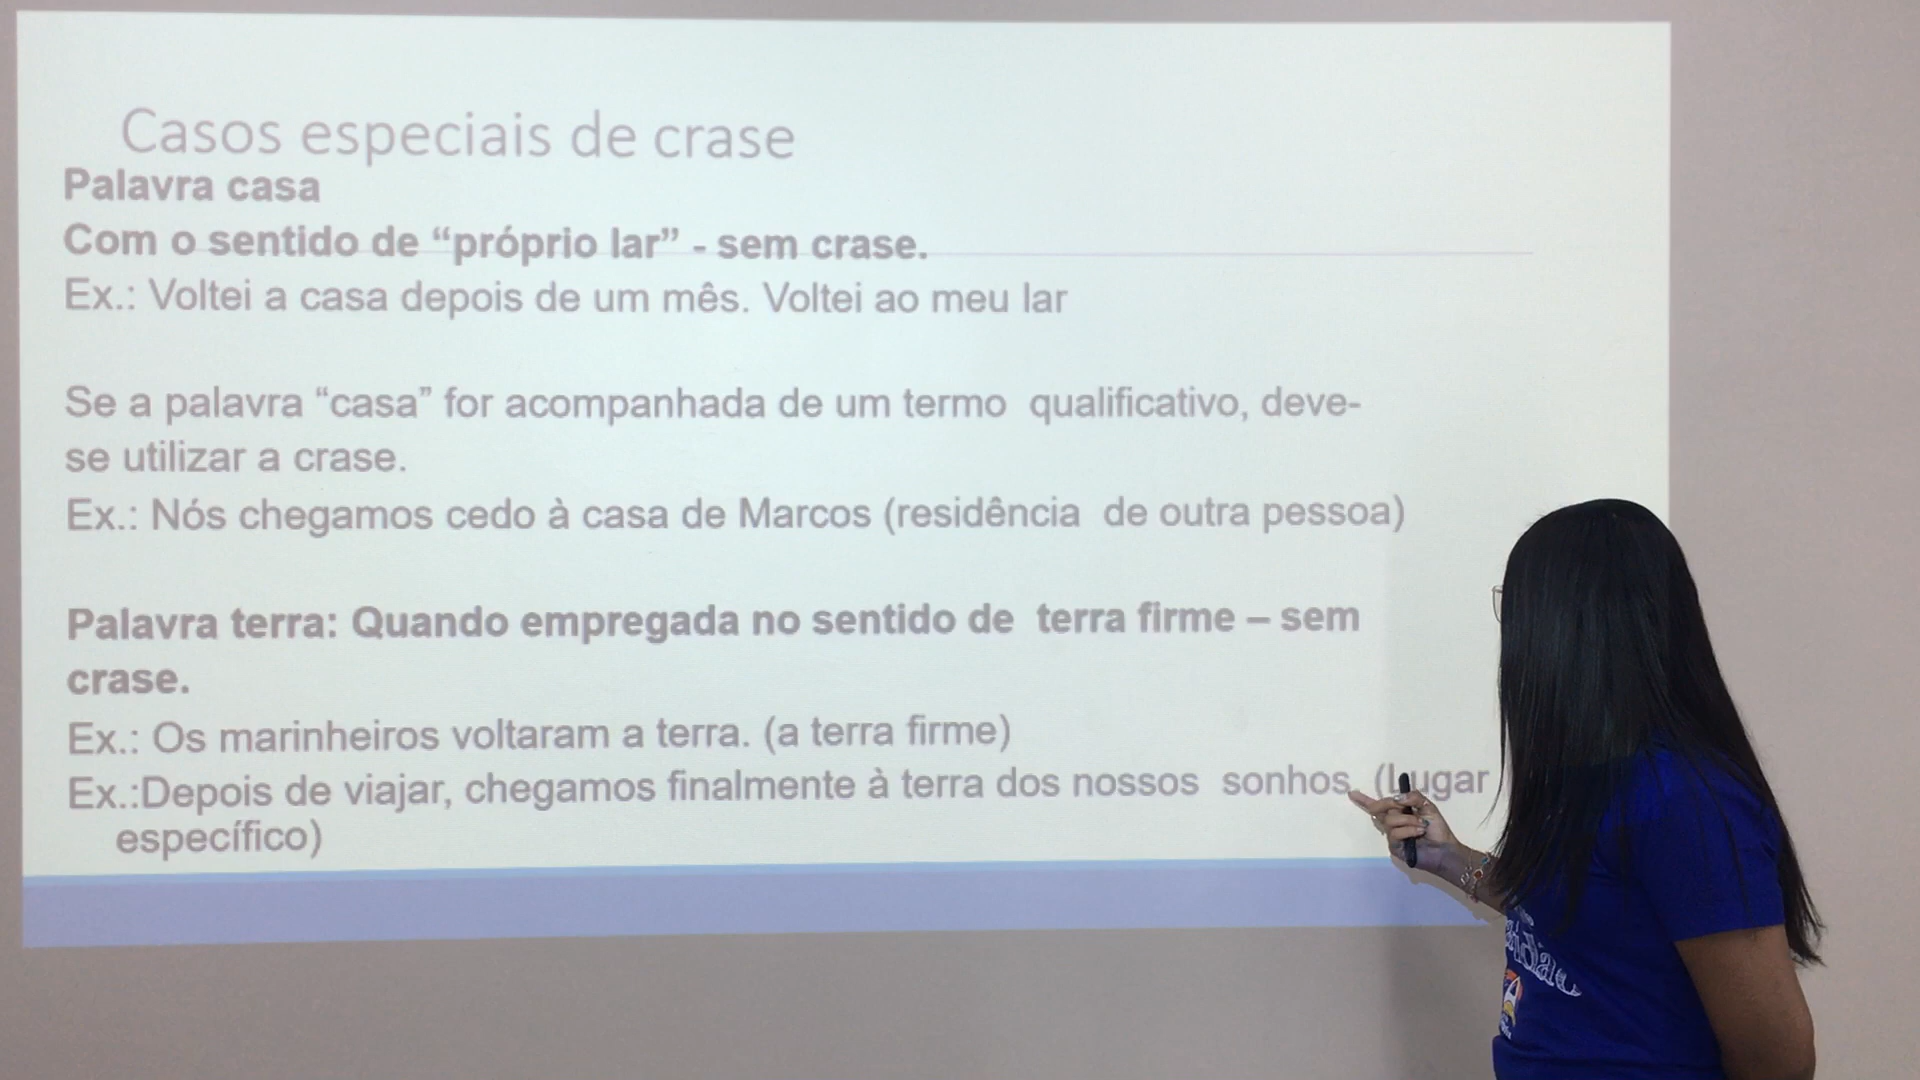 Casos especiais de crase
Palavra casa
Com o sentido de “próprio lar” - sem crase.
Ex.: Voltei a casa depois de um mês. Voltei ao meu lar
Se a palavra “casa” for acompanhada de um termo qualificativo, deve-
se utilizar a crase.
Ex.: Nós chegamos cedo à casa de Marcos (residência de outra pessoa)
Palavra terra: Quando empregada no sentido de terra firme – sem
crase.
Ex.: Os marinheiros voltaram a terra. (a terra firme)
Ex.:Depois de viajar, chegamos finalmente à terra dos nossos sonhos. (Lugar
específico)